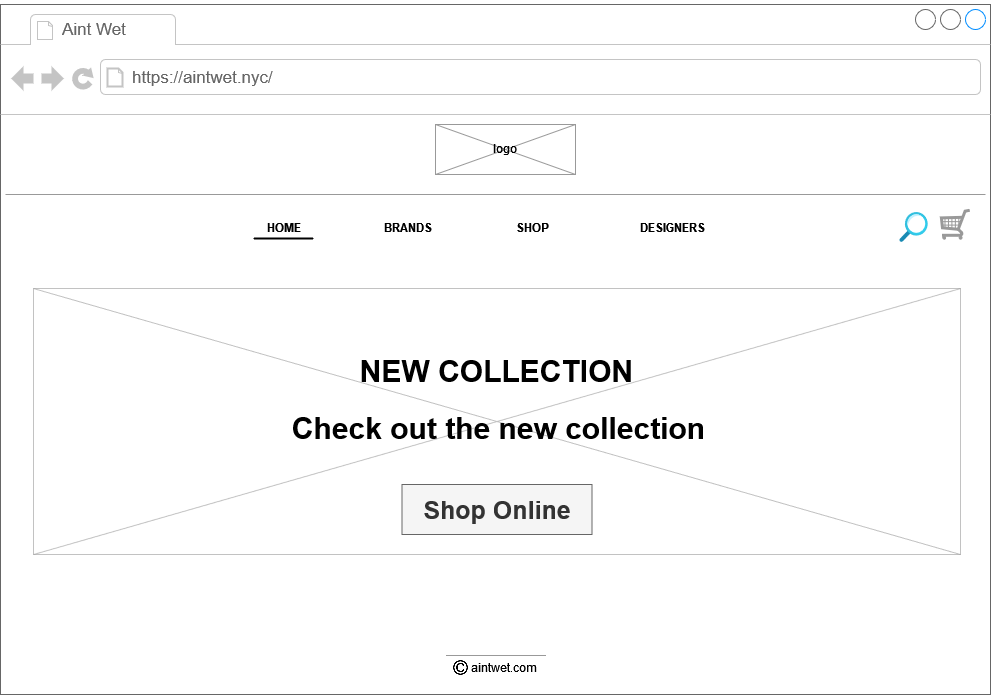 Aint Wet
https://aintwet.nyc/
logo
HOME BRANDS SHOP DESIGNERS
NEW COLLECTION
Check out the new collection
Shop Online
© aintwet.com